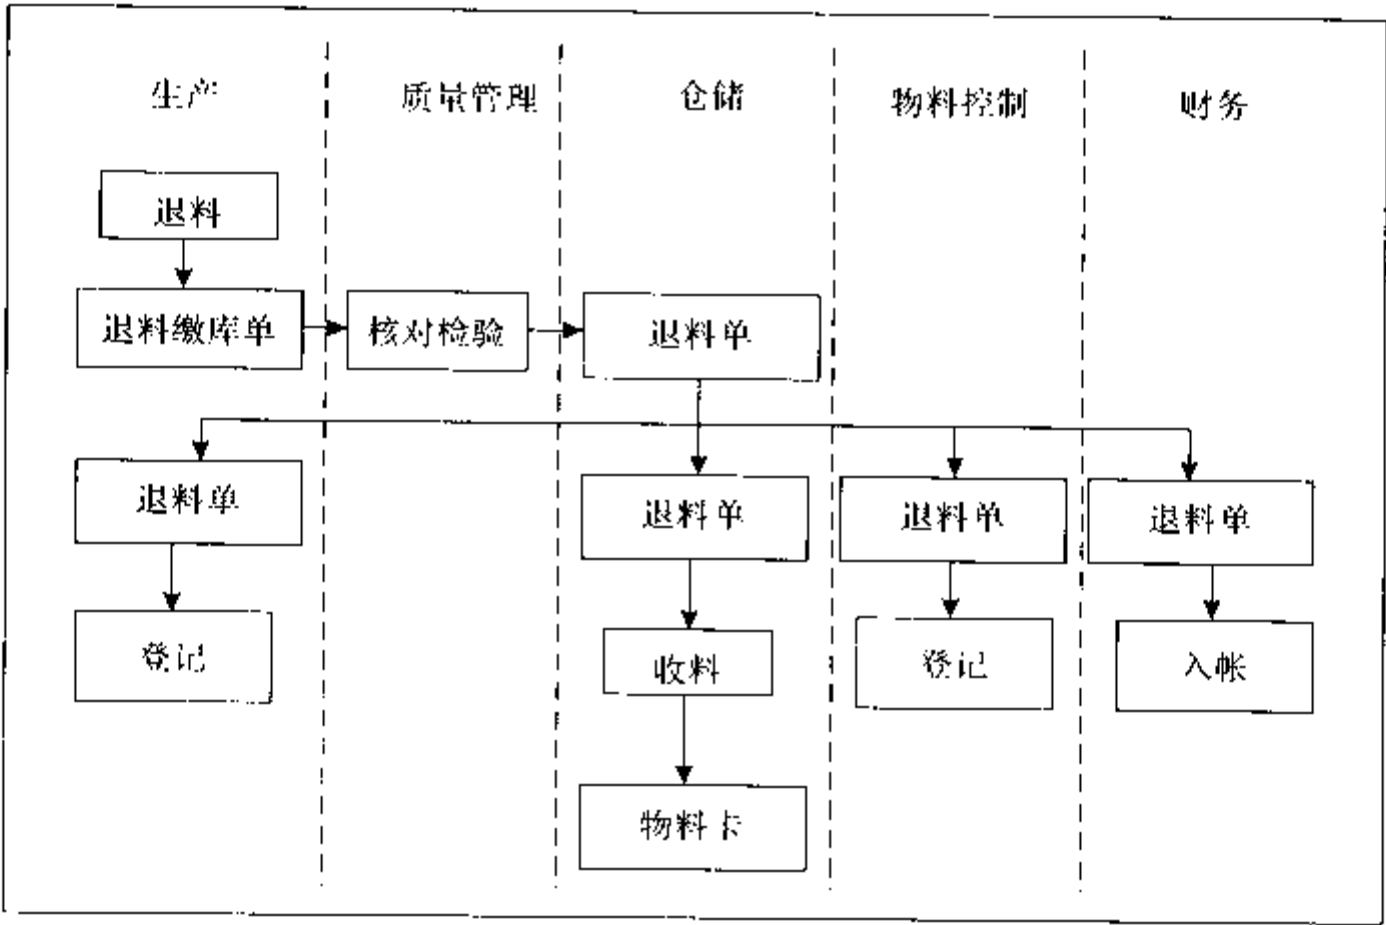 生产 质量管理 仓储 物料控制 财务
退料
退料缴库单 核对检验 退料单
退料单 退料单 退料单 退料单
登记 收料 登记 入帐
物料卡